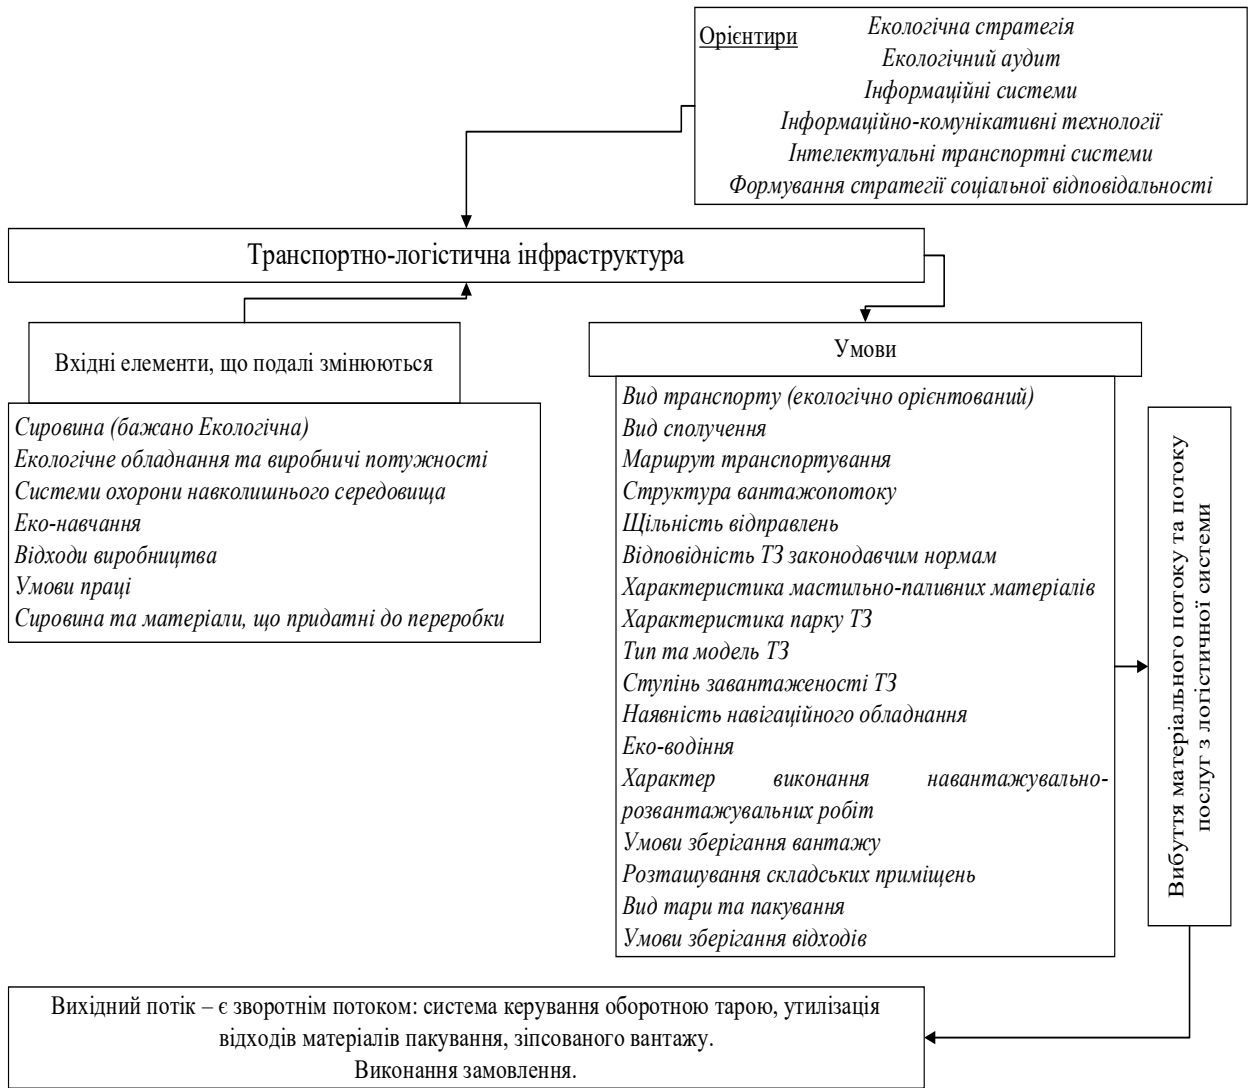 Орієнтири
Екологічна стратегія
Екологічний аудит
Інформаційні системи
Інформаційно-комунікативні технології
Інтелектуальні транспортні системи
Формування стратегії соціальної відповідальності
Транспортно-логістична інфраструктура
Вхідні елементи, що подалі змінюються
Сировина (бажано Екологічна)
Екологічне обладнання та виробничі потужності
Системи охорони навколишнього середовища
Еко-навчання
Відходи виробництва
Умови праці
Сировина та матеріали, що придатні до переробки
Умови
Вид транспорту (екологічно орієнтований)
Вид сполучення
Маршрут транспортування
Структура вантажопотоку
Щільність відправлень
Відповідність ТЗ законодавчим нормам
Характеристика мастильно-паливних матеріалів
Характеристика парку ТЗ
Тип та модель ТЗ
Ступінь завантаженості ТЗ
Наявність навігаційного обладнання
Еко-водіння
Характер виконання навантажувально-
розвантажувальних робіт
Умови зберігання вантажу
Розташування складських приміщень
Вид тари та пакування
Умови зберігання відходів
Вибуття матеріального потоку та потоку
послуг з логістичної системи
Вихідний потік – є зворотнім потоком: система керування оборотною тарою, утилізація
відходів матеріалів пакування, зіпсованого вантажу.
Виконання замовлення.